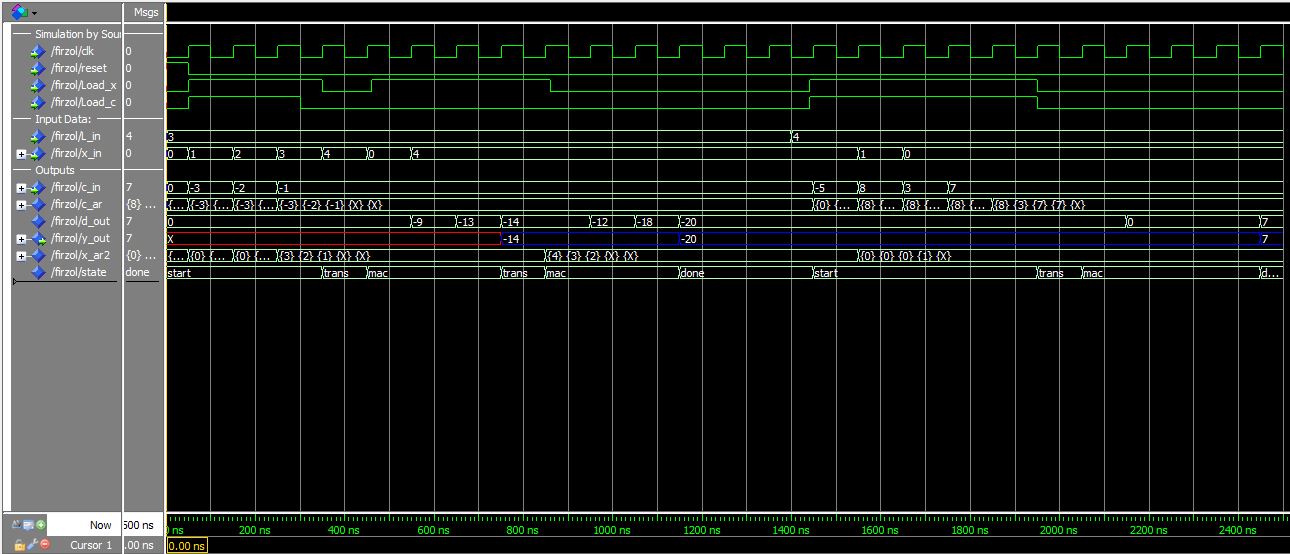 Msgs
Simulation by Sour
/firzol/clk 0
/firzol/reset 0
/firzol/Load_x 0
/firzol/Load_c 0
Input Data:
/firzol/L_in 4 3 4
/firzol/x_in 0 0 1 2 3 4 0 4 1 0
Outputs
/firzol/c_in 7 0 -3 -2 -1 -5 8 3 7
/firzol/c_ar {8} ... {... {-3} {... {-3} {... {-3} {-2} {-1} {X} {X} {0} {... {8} {... {8} {... {8} {... {8} {3} {7} {7} {X}
/firzol/d_out 7 0 -9 -13 -14 -12 -18 -20 0 7
/firzol/y_out 7 X -14 -20 7
/firzol/x_ar2 {0} ... {... {0} {... {0} {... {3} {2} {1} {X} {X} {4} {3} {2} {X} {X} {0} {0} {0} {1} {X}
/firzol/state done start trans mac trans mac done start trans mac d...
Now 500 ns ns 200 ns 400 ns 600 ns 800 ns 1000 ns 1200 ns 1400 ns 1600 ns 1800 ns 2000 ns 2200 ns 2400 ns
Cursor 1 .00 ns 0.00 ns